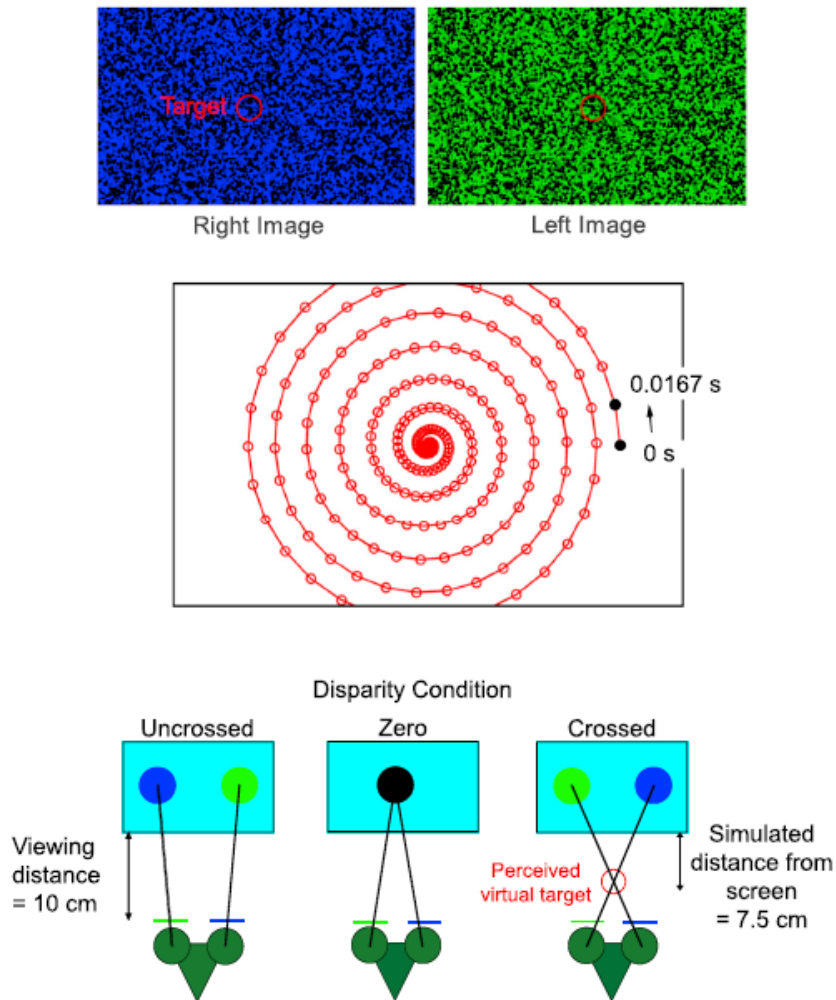 Target
Right Image
Left Image
0.0167 s
0 s
Disparity Condition
Uncrossed
Zero
Crossed
Viewing
distance
= 10 cm
Perceived
virtual target
Simulated
distance from
screen
= 7.5 cm